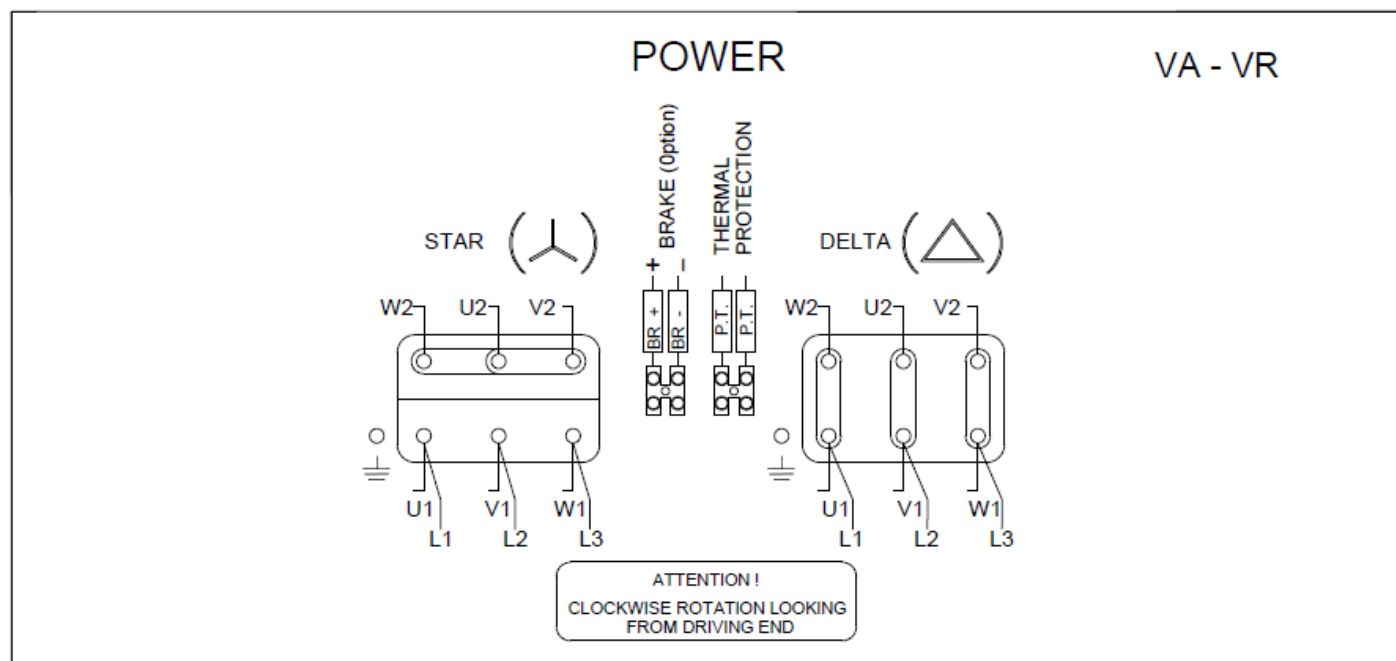 POWER
VA - VR
BRAKE (0ption)
THERMAL
PROTECTION
STAR
+
-
DELTA
W2 U2 V2
BR +
BR -
P.T.
P.T.
W2 U2 V2
U1 V1 W1
L1 L2 L3
U1 V1 W1
L1 L2 L3
ATTENTION !
CLOCKWISE ROTATION LOOKING
FROM DRIVING END